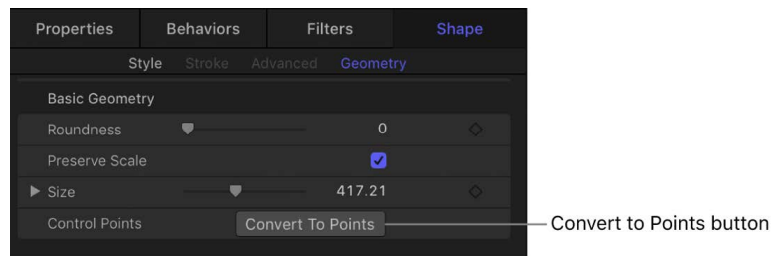 Properties Behaviors Filters Shape
Style Stroke Advanced Geometry
Basic Geometry
Roundness 0
Preserve Scale
Size 417.21
Control Points Convert To Points Convert to Points button